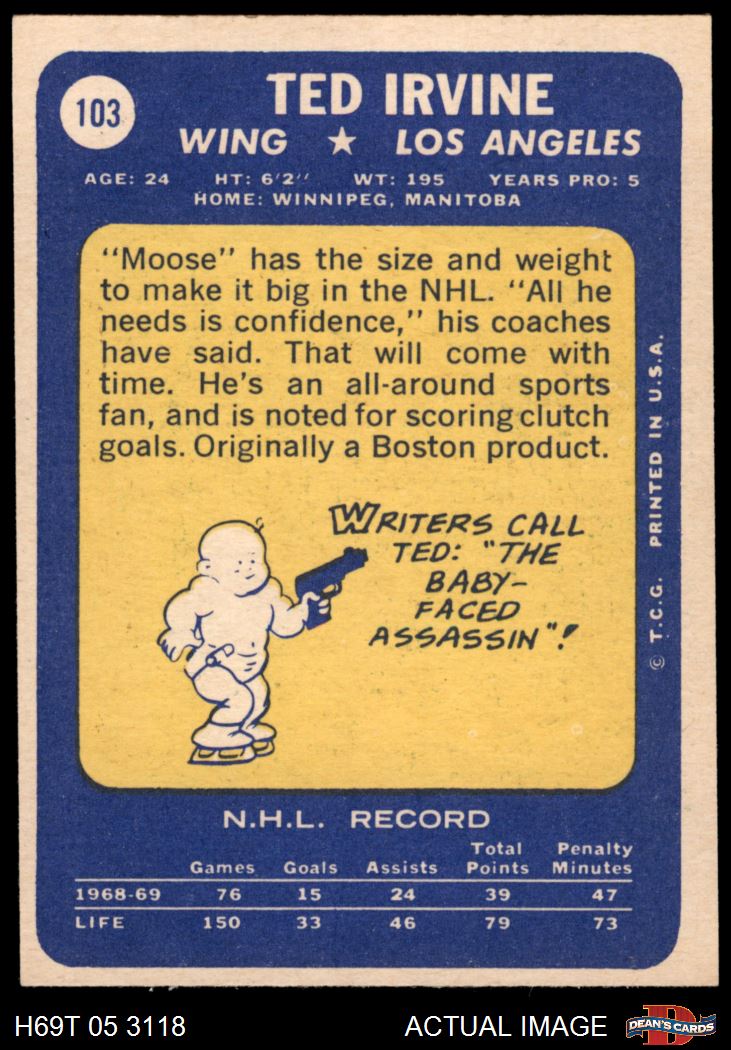 103
TED IRVINE
WING ★ LOS ANGELES
AGE: 24 HT: 6'2'' WT: 195 YEARS PRO: 5
HOME: WINNIPEG, MANITOBA
''Moose'' has the size and weight
to make it big in the NHL. ''All he
needs is confidence,'' his coaches
have said. That will come with
time. He's an all-around sports
fan, and is noted for scoring clutch
goals. Originally a Boston product.
WRITERS CALL
TED: "THE
BABY-
FACED
ASSASSIN"!
© T.C.G. PRINTED IN U.S.A.
N.H.L. RECORD
Games Goals Assists Total Points Penalty Minutes
1968-69 76 15 24 39 47
LIFE 150 33 46 79 73
H69T 05 3118 ACTUAL IMAGE
D
DEAN'S CARDS